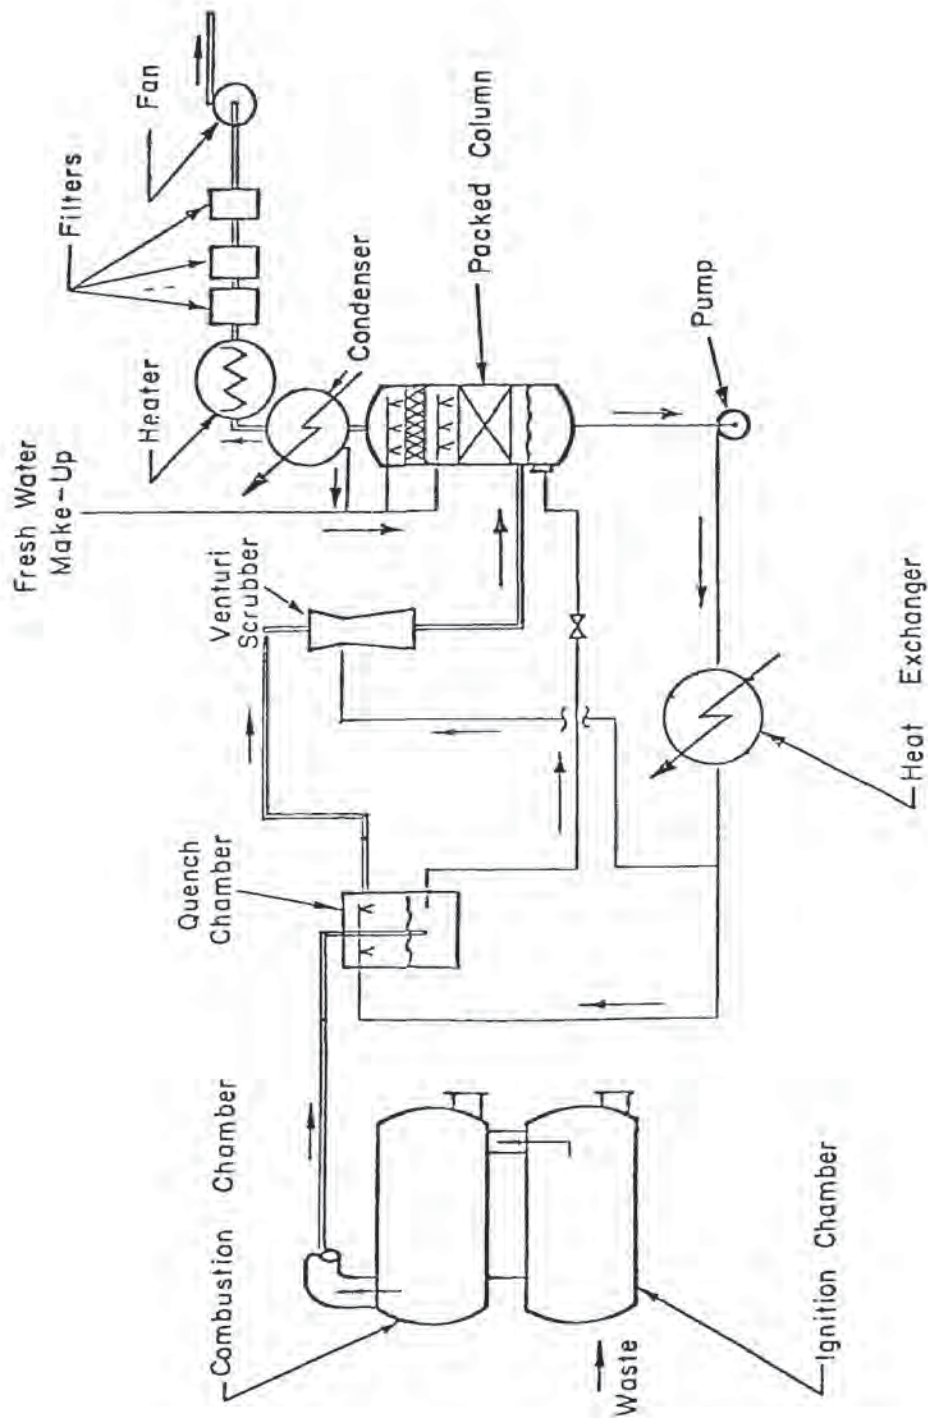 Filters
Fan
Heater
Condenser
Packed Column
Pump
Fresh Water
Make-Up
Venturi
Scrubber
Heat Exchanger
Quench
Chamber
Combustion Chamber
Waste
Ignition Chamber